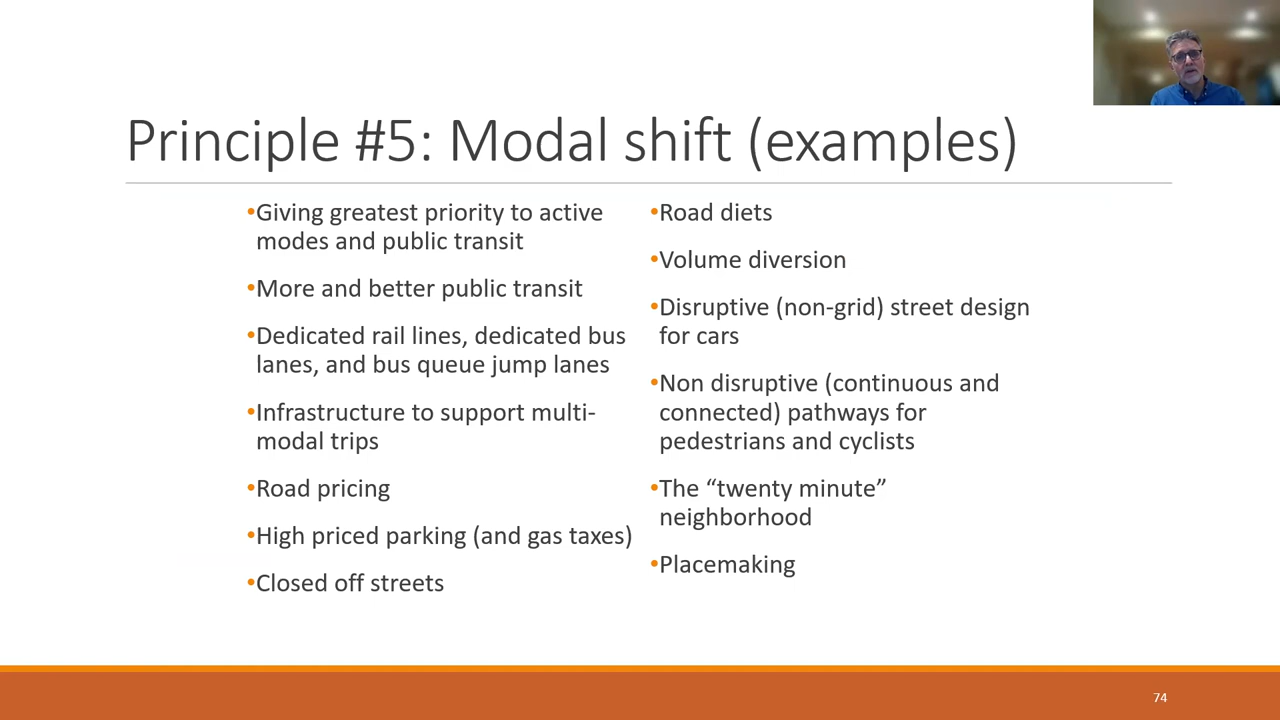 Principle #5: Modal shift (examples)
•Giving greatest priority to active
modes and public transit
•More and better public transit
•Dedicated rail lines, dedicated bus
lanes, and bus queue jump lanes
•Infrastructure to support multi-
modal trips
•Road pricing
•High priced parking (and gas taxes)
•Closed off streets
•Road diets
•Volume diversion
•Disruptive (non-grid) street design
for cars
•Non disruptive (continuous and
connected) pathways for
pedestrians and cyclists
•The “twenty minute”
neighborhood
•Placemaking
74